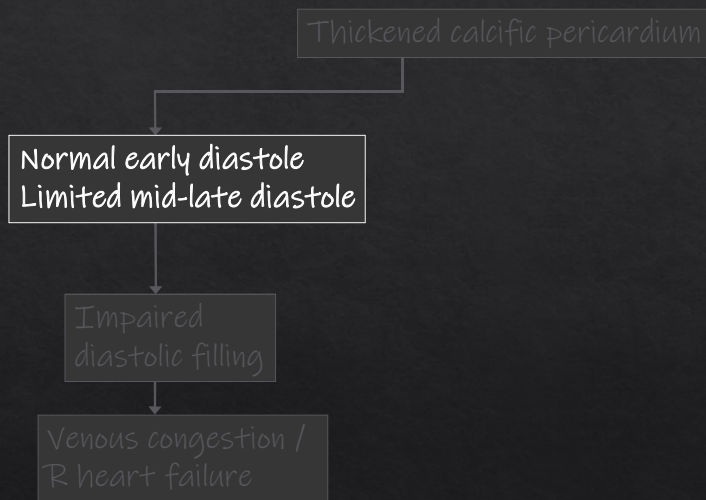 Thickened calcific pericardium
Normal early diastole
Limited mid-late diastole
Impaired
diastolic filling
Venous congestion /
R heart failure